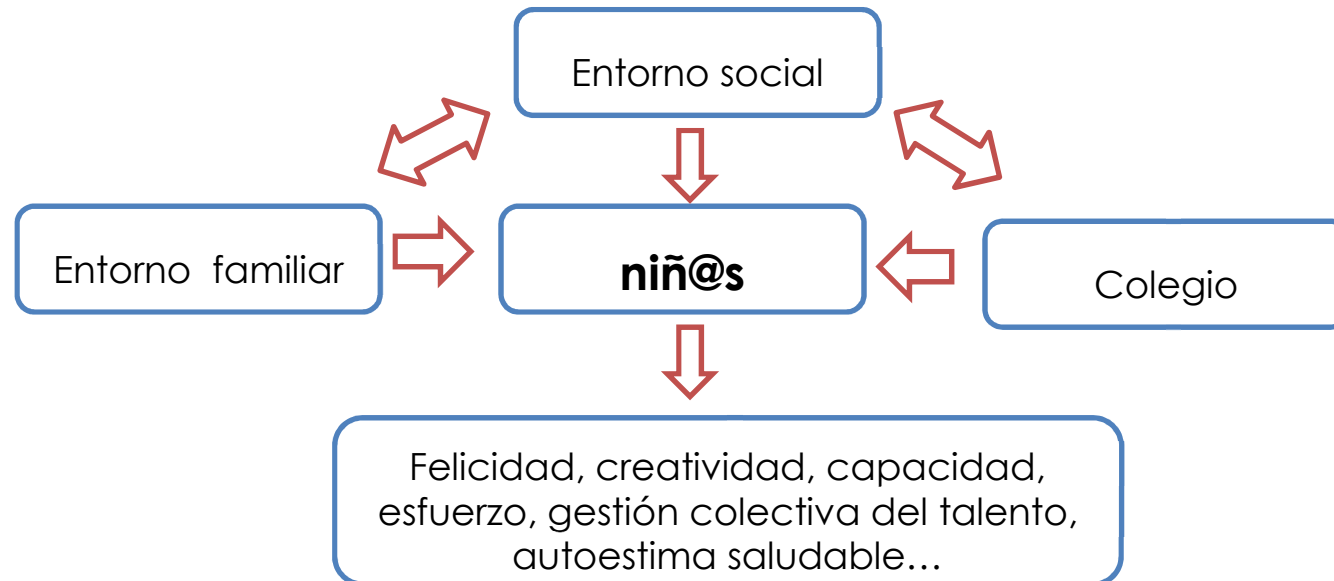 Entorno social
Entorno familiar
niñ@s
Colegio
Felicidad, creatividad, capacidad,
esfuerzo, gestión colectiva del talento,
autoestima saludable…